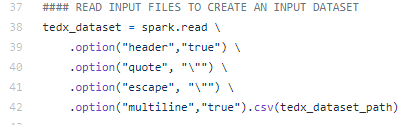 37 #### READ INPUT FILES TO CREATE AN INPUT DATASET
38 tedx_dataset = spark.read \
39     .option("header","true") \
40     .option("quote", "\"") \
41     .option("escape", "\"") \
42     .option("multiline","true").csv(tedx_dataset_path)